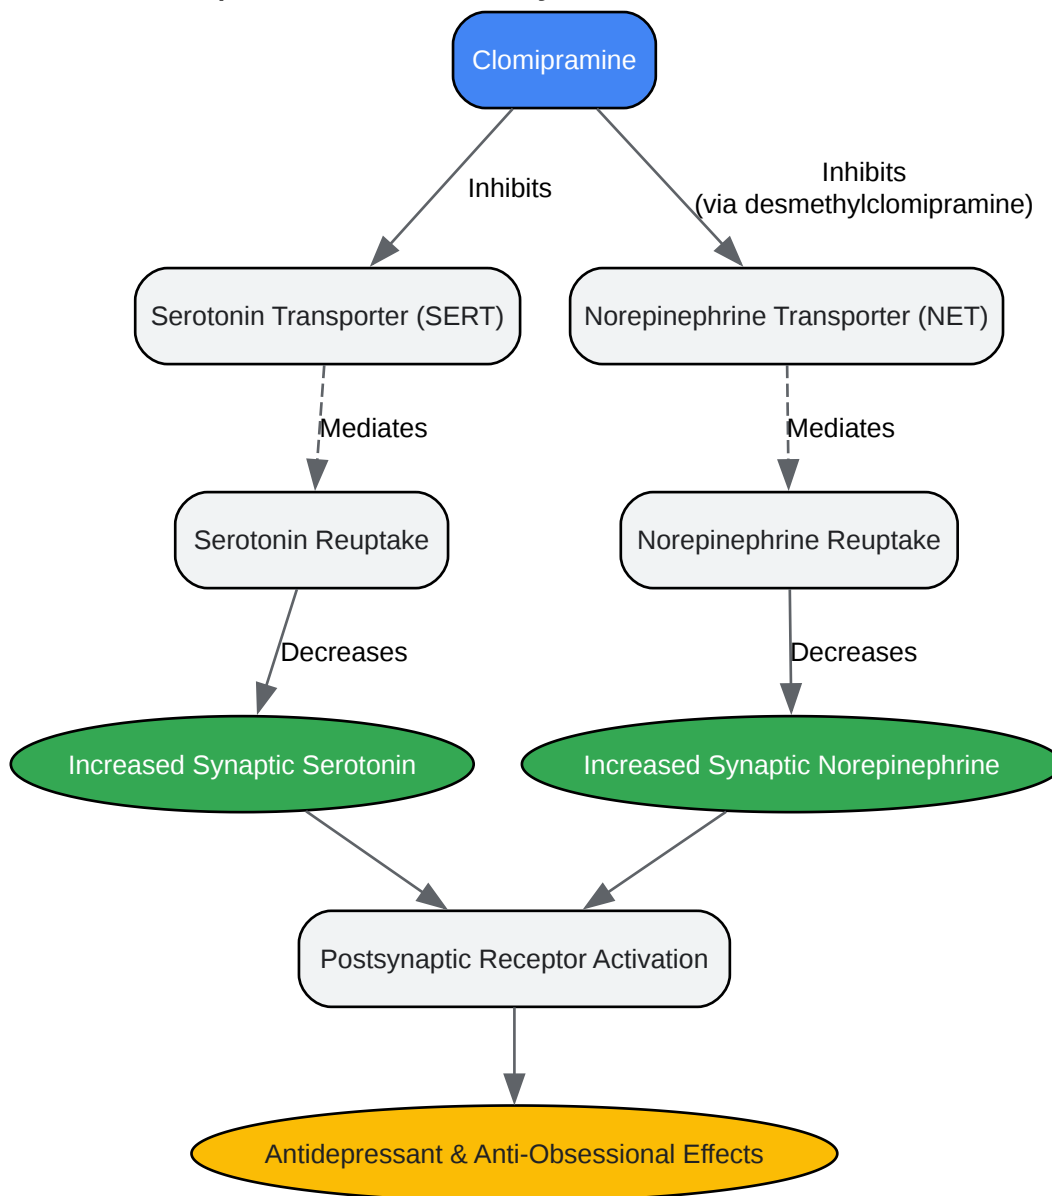 Clomipramine
Inhibits
Inhibits
(via desmethylclomipramine)
Serotonin Transporter (SERT)
Norepinephrine Transporter (NET)
Mediates
Mediates
Serotonin Reuptake
Norepinephrine Reuptake
Decreases
Decreases
Increased Synaptic Serotonin
Increased Synaptic Norepinephrine
Postsynaptic Receptor Activation
Antidepressant & Anti-Obsessional Effects